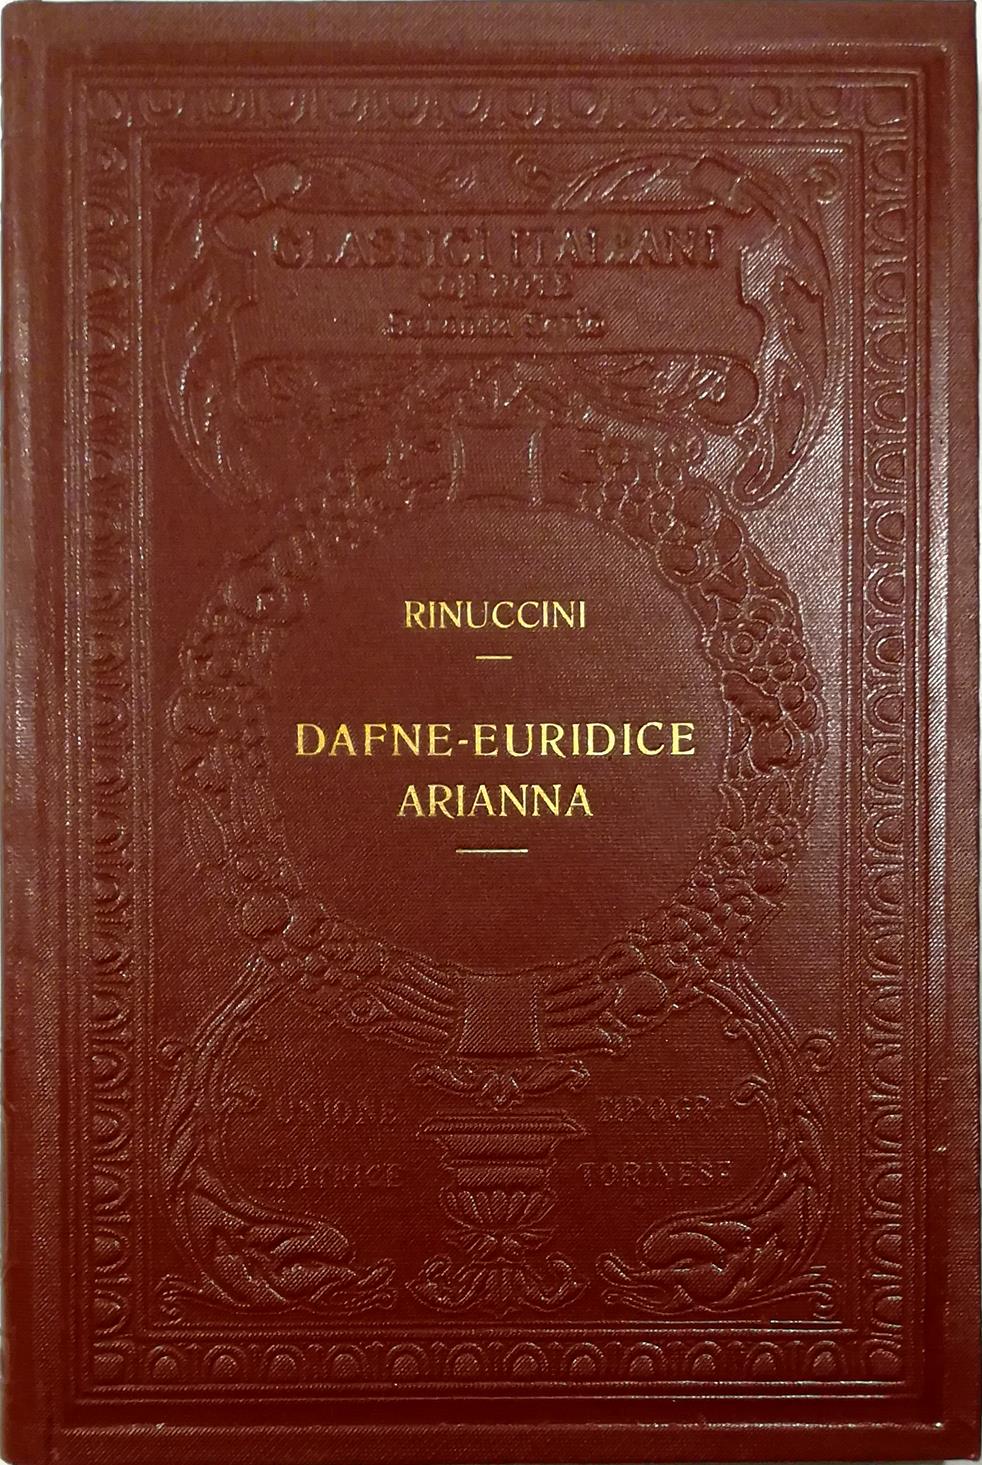 CLASSICI ITALIANI
CON NOTE
Seconda Serie
RINUCCINI
DAFNE-EURIDICE
ARIANNA
UNIONE TIPOGR-
EDITRICE TORINESE